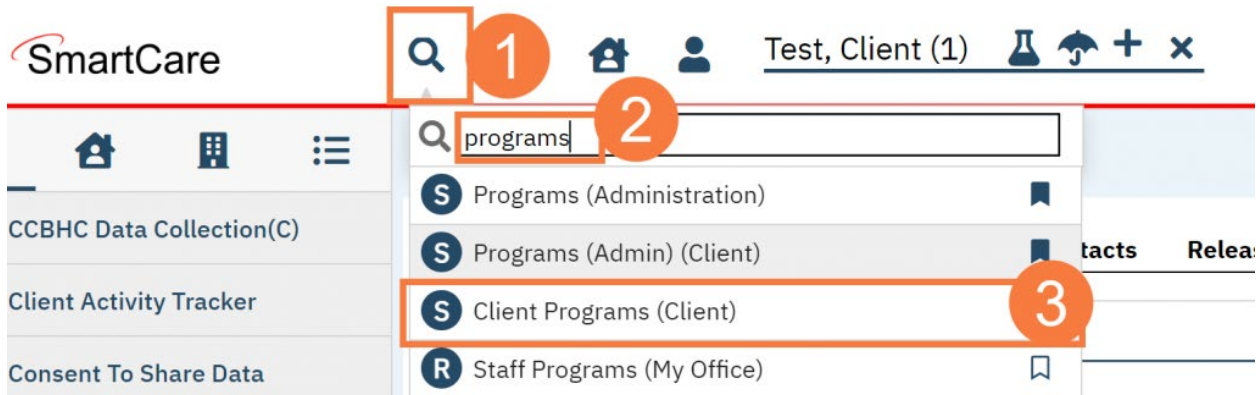 SmartCare
1
Test, Client (1)
programs
2
S Programs (Administration)
CCBHC Data Collection(C)
S Programs (Admin) (Client)
tacts Releas
Client Activity Tracker
S Client Programs (Client)
3
Consent To Share Data
R Staff Programs (My Office)